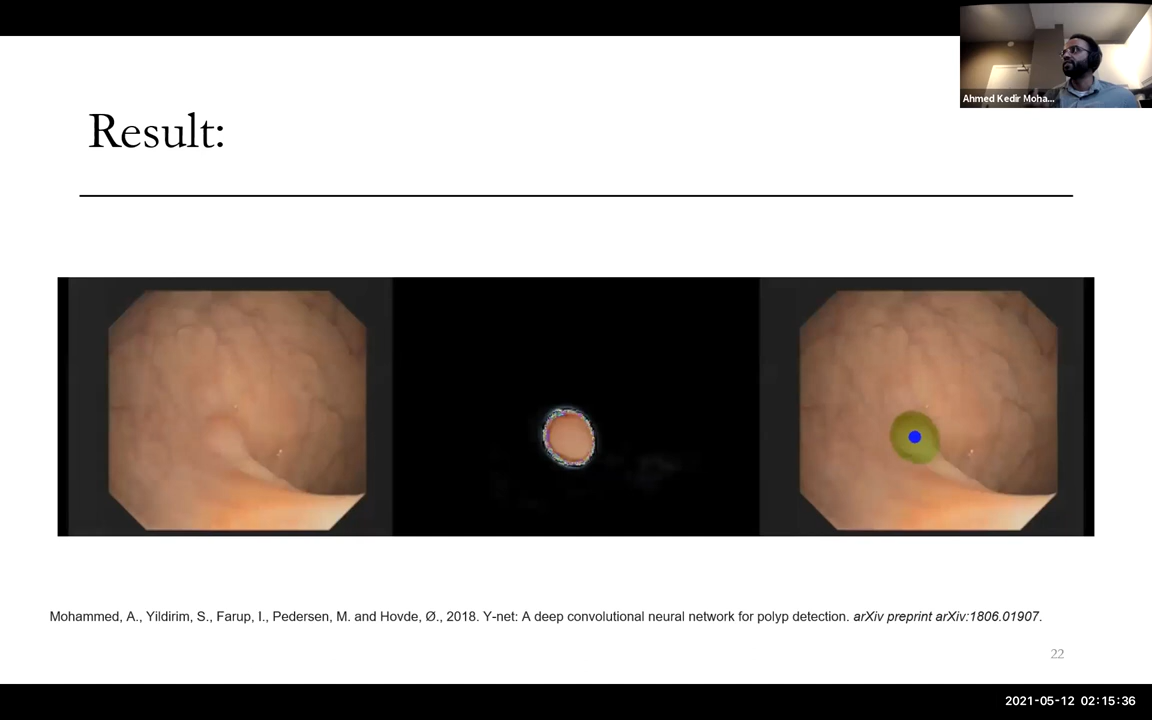 Ahmed Kedir Moha...
Result:
Mohammed, A., Yildirim, S., Farup, I., Pedersen, M. and Hovde, Ø., 2018. Y-net: A deep convolutional neural network for polyp detection. arXiv preprint arXiv:1806.01907.
22
2021-05-12 02:15:36